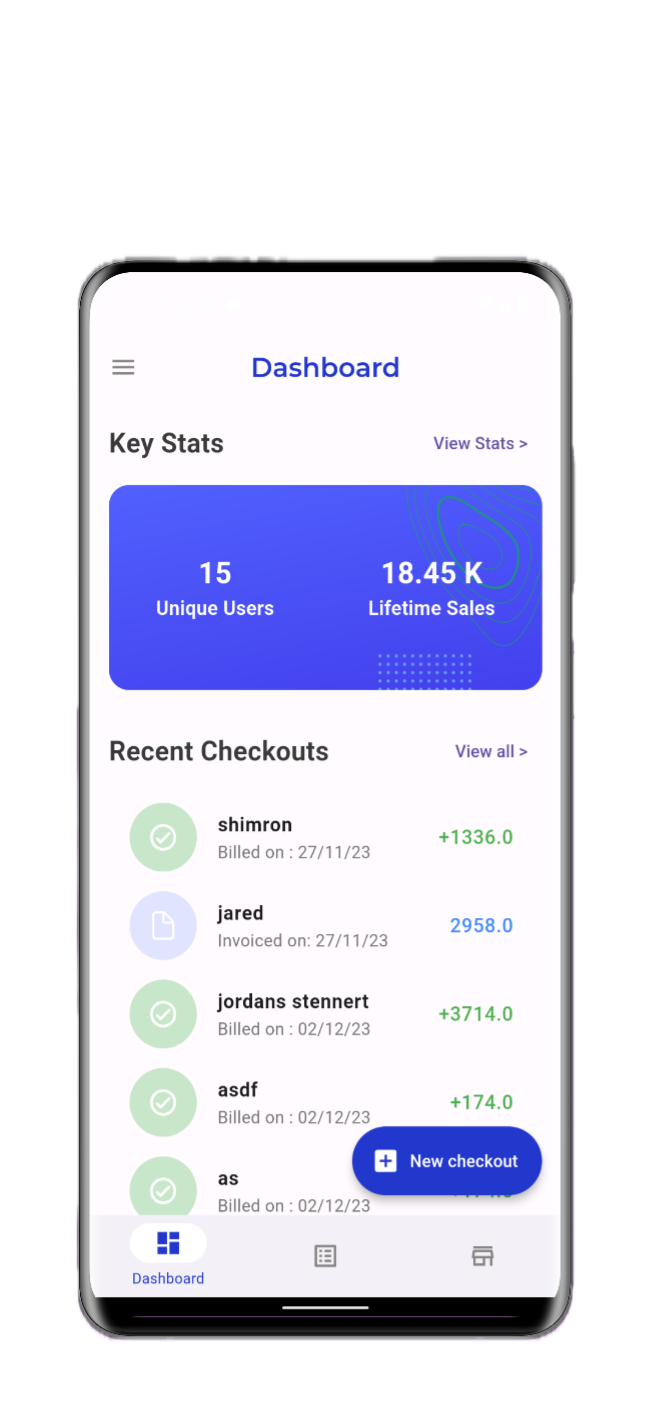 Dashboard
Key Stats
View Stats >
15
18.45 K
Unique Users
Lifetime Sales
Recent Checkouts
View all >
shimron
Billed on : 27/11/23
+1336.0
jared
Invoiced on: 27/11/23
2958.0
jordans stennert
Billed on : 02/12/23
+3714.0
asdf
Billed on : 02/12/23
+174.0
as
Billed on : 02/12/23
New checkout
Dashboard